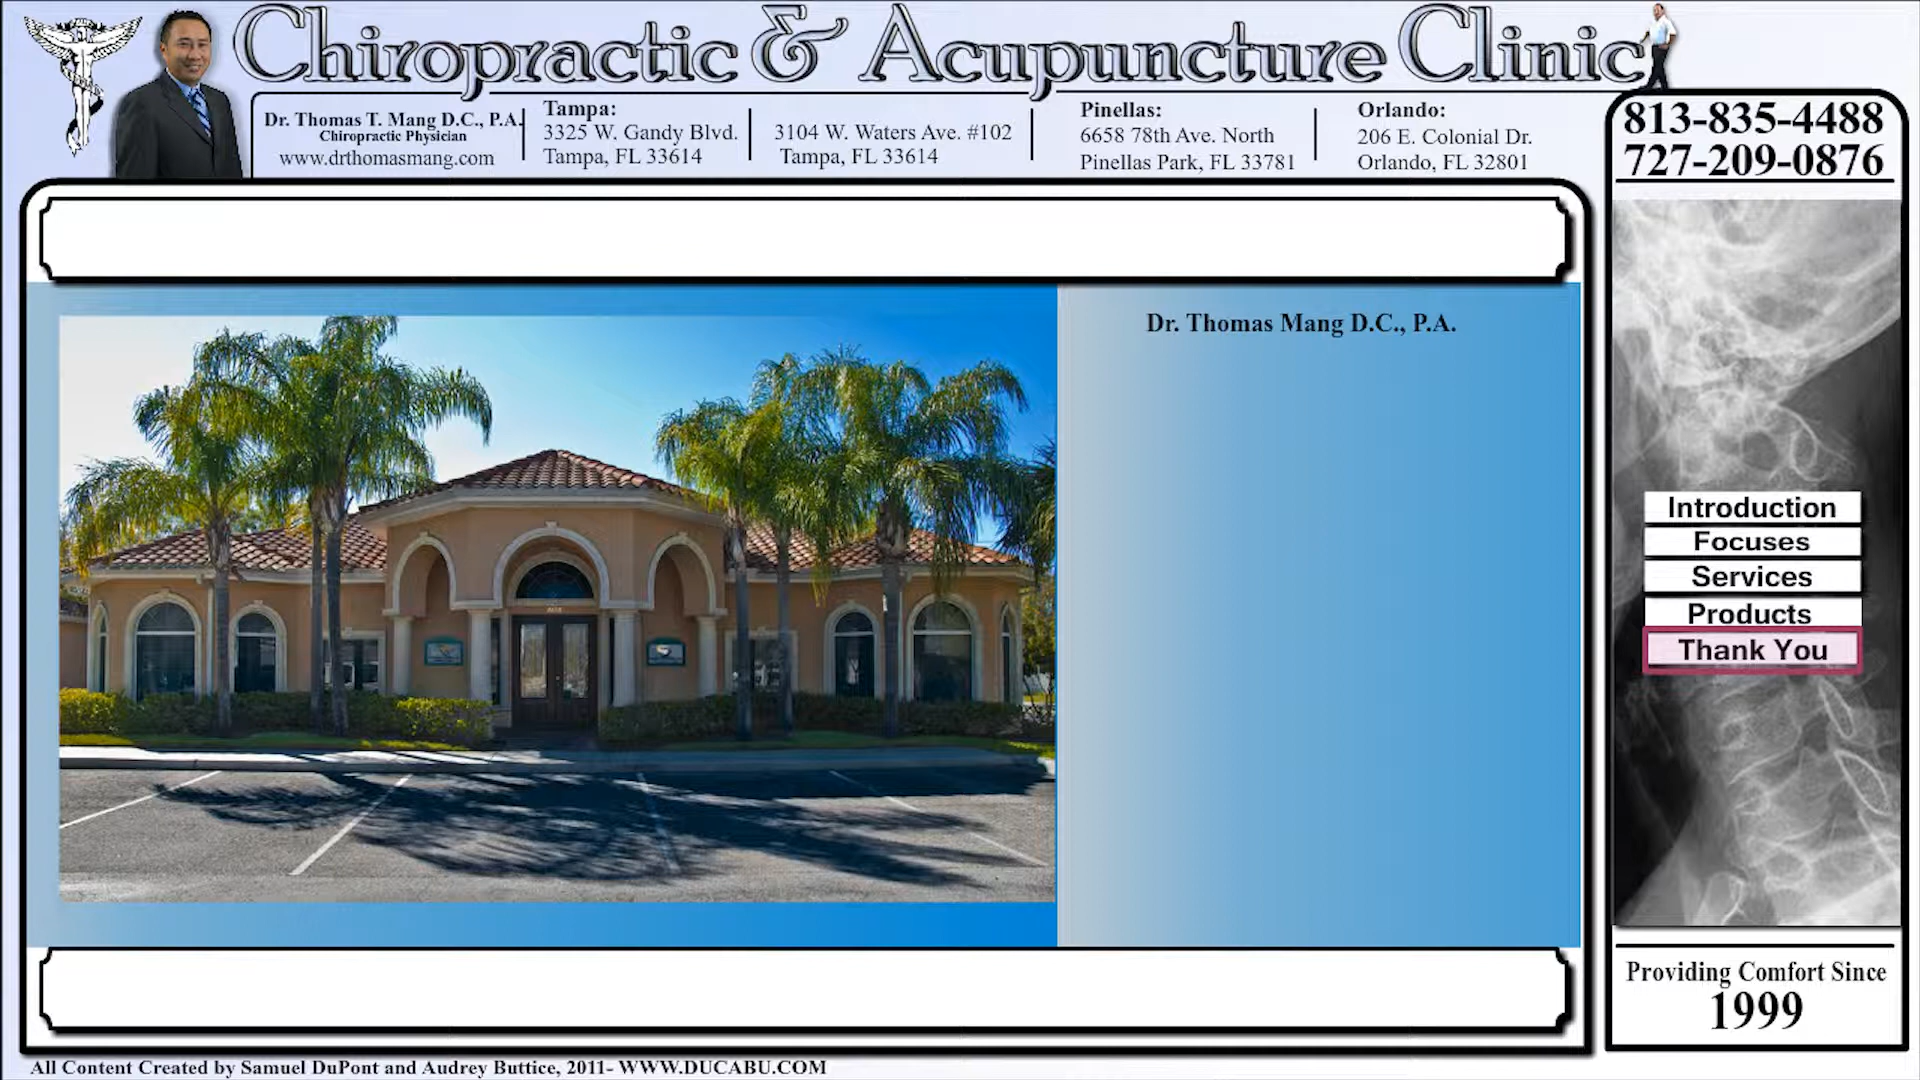 Chiropractic & Acupuncture Clinic
Dr. Thomas T. Mang D.C., P.A.
Chiropractic Physician
www.drthomasmang.com
Tampa:
3325 W. Gandy Blvd.
Tampa, FL 33614
3104 W. Waters Ave. #102
Tampa, FL 33614
Pinellas:
6658 78th Ave. North
Pinellas Park, FL 33781
Orlando:
206 E. Colonial Dr.
Orlando, FL 32801
813-835-4488
727-209-0876
Dr. Thomas Mang D.C., P.A.
Introduction
Focuses
Services
Products
Thank You
Providing Comfort Since
1999
All Content Created by Samuel DuPont and Audrey Buttice, 2011- WWW.DUCABU.COM